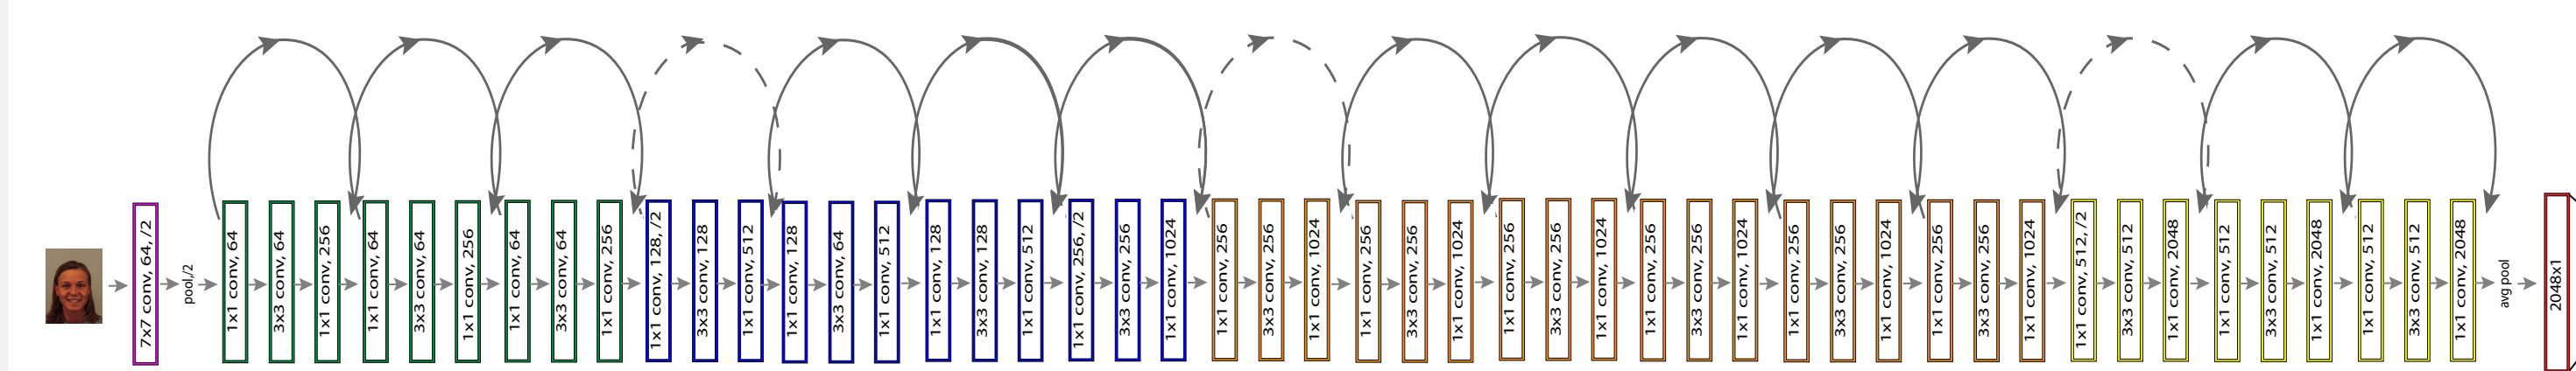 7x7 conv, 64, /2
pool,/2
1x1 conv, 64
3x3 conv, 64
1x1 conv, 256
1x1 conv, 64
3x3 conv, 64
1x1 conv, 256
1x1 conv, 64
3x3 conv, 64
1x1 conv, 256
1x1 conv, 128, /2
3x3 conv, 128
1x1 conv, 512
1x1 conv, 128
3x3 conv, 64
1x1 conv, 512
1x1 conv, 128
3x3 conv, 128
1x1 conv, 512
1x1 conv, 256, /2
3x3 conv, 256
1x1 conv, 1024
1x1 conv, 256
3x3 conv, 256
1x1 conv, 1024
1x1 conv, 256
3x3 conv, 256
1x1 conv, 1024
1x1 conv, 256
3x3 conv, 256
1x1 conv, 1024
1x1 conv, 256
3x3 conv, 256
1x1 conv, 1024
1x1 conv, 256
3x3 conv, 256
1x1 conv, 1024
1x1 conv, 256
3x3 conv, 256
1x1 conv, 1024
1x1 conv, 512, /2
3x3 conv, 512
1x1 conv, 2048
1x1 conv, 512
3x3 conv, 512
1x1 conv, 2048
1x1 conv, 512
3x3 conv, 512
1x1 conv, 2048
avg pool
2048x1